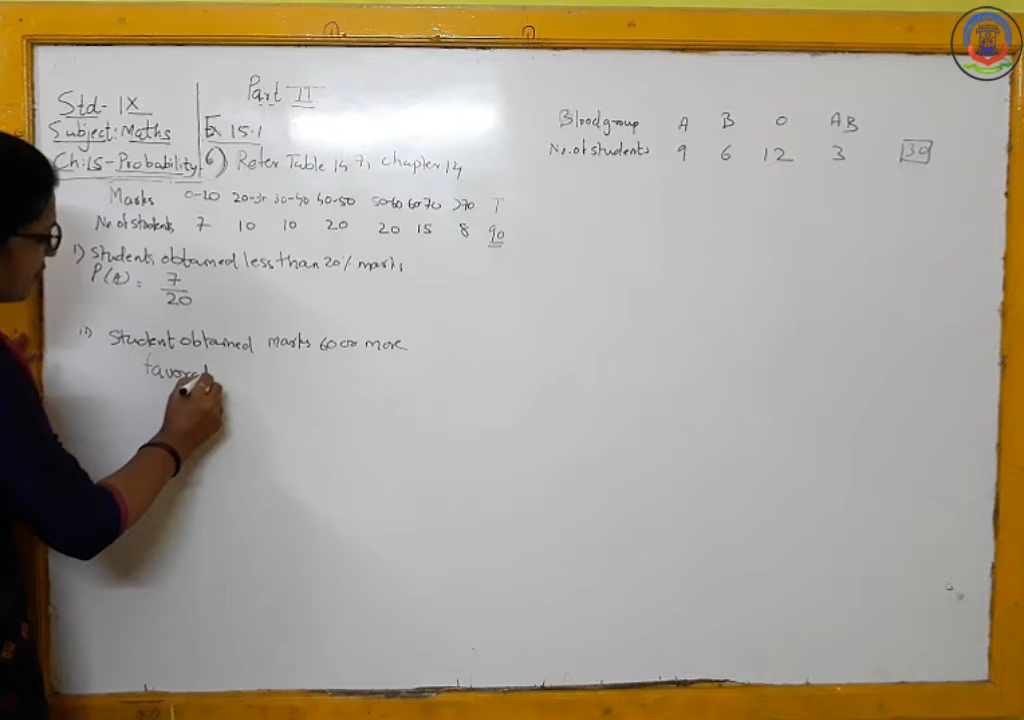 Part II
Std- IX
Subject: Maths
Ch:15-Probability
Ex 15.1
6) Refer Table 14.7, chapter 14
Marks 0-20 20-30 30-40 40-50 50-60 60-70 >70 T
No. of students 7 10 10 20 20 15 8 90
i) Students obtained less than 20% marks
P(A) = 7/20
ii) Student obtained marks 60 or more
favorab
Blood group A B O AB
No. of students 9 6 12 3 30